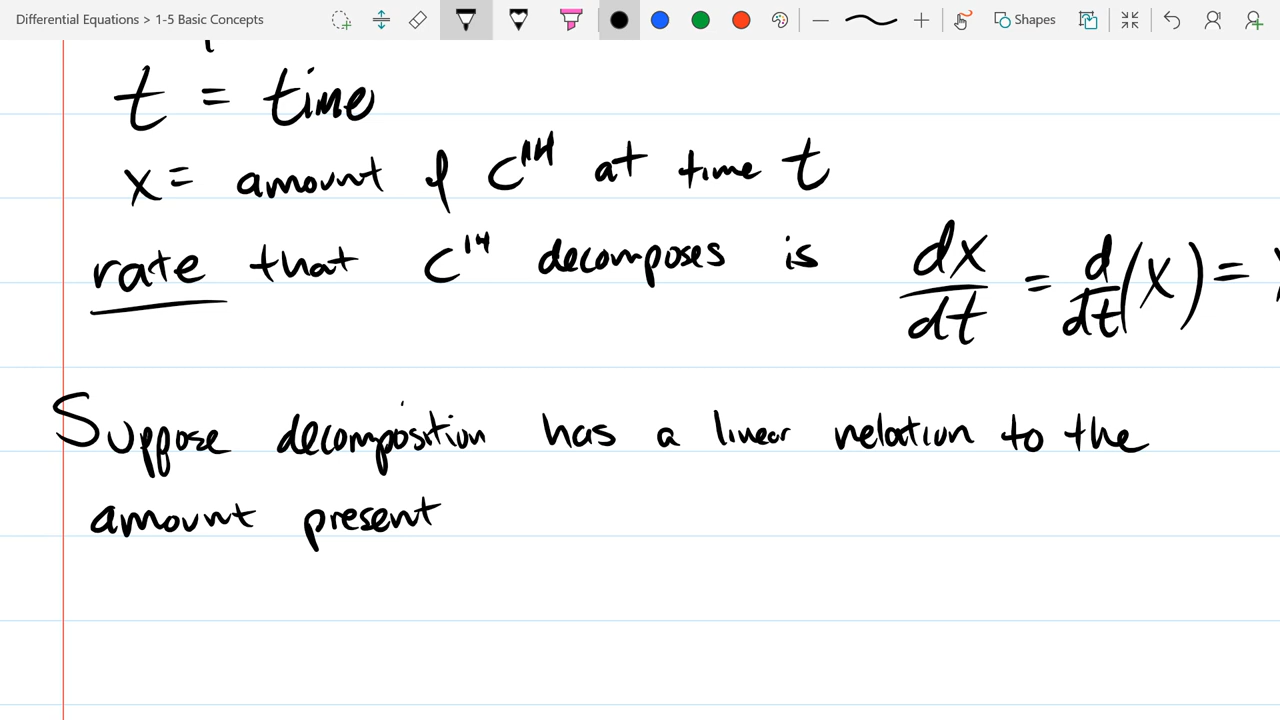 Differential Equations > 1-5 Basic Concepts
Shapes
t = time
x = amount of C¹⁴ at time t
rate that C¹⁴ decomposes is dx/dt = d/dt(x) =
Suppose decomposition has a linear relation to the
amount present